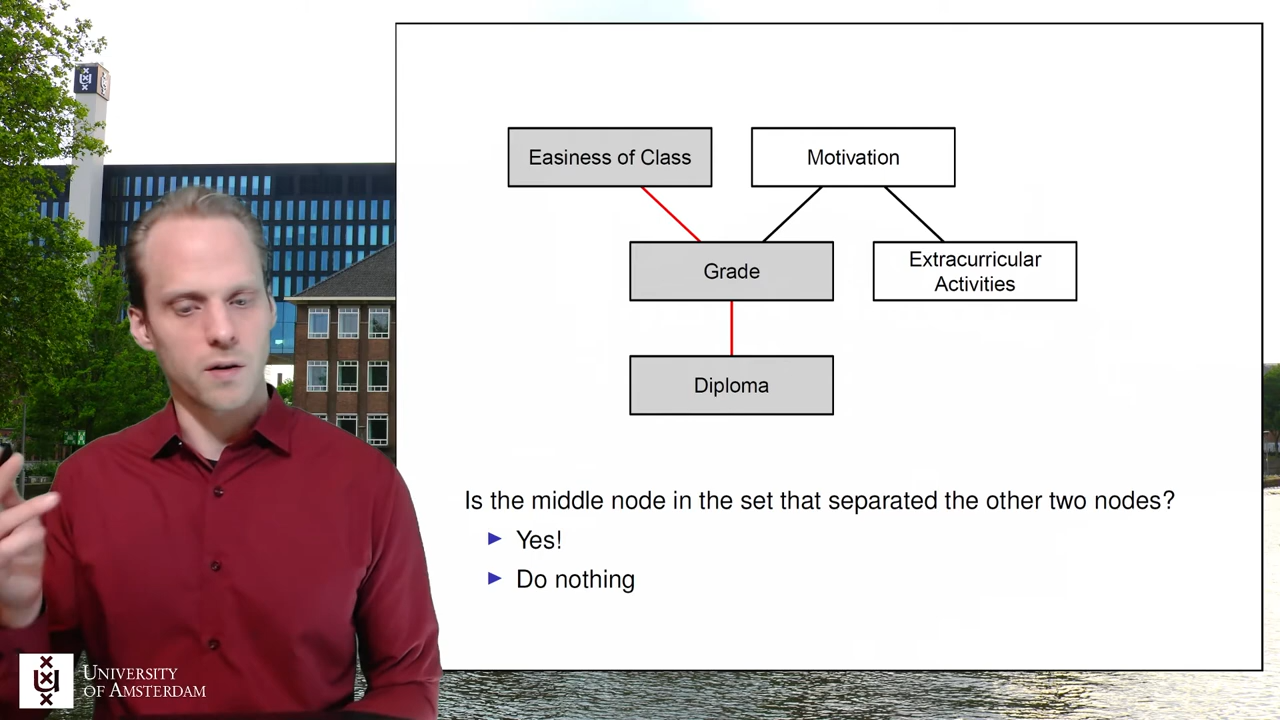 Easiness of Class
Motivation
Grade
Extracurricular
Activities
Diploma
Is the middle node in the set that separated the other two nodes?
Yes!
Do nothing
UNIVERSITY
OF AMSTERDAM